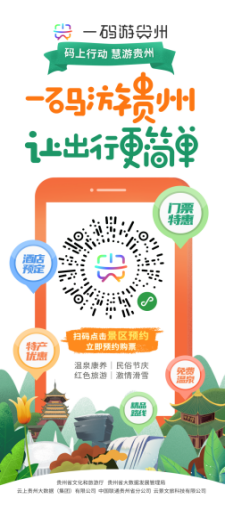 一码游贵州
码上行动 慧游贵州
一码游贵州
让出行更简单
门票
特惠
酒店
预定
扫码点击景区预约
立即预约购票
特产
优惠
温泉康养 | 民俗节庆
红色旅游 | 激情滑雪
免费
温泉
精品
路线
贵州省文化和旅游厅 贵州省大数据发展管理局
云上贵州大数据(集团)有限公司 中国联通贵州省分公司 云景文旅科技有限公司